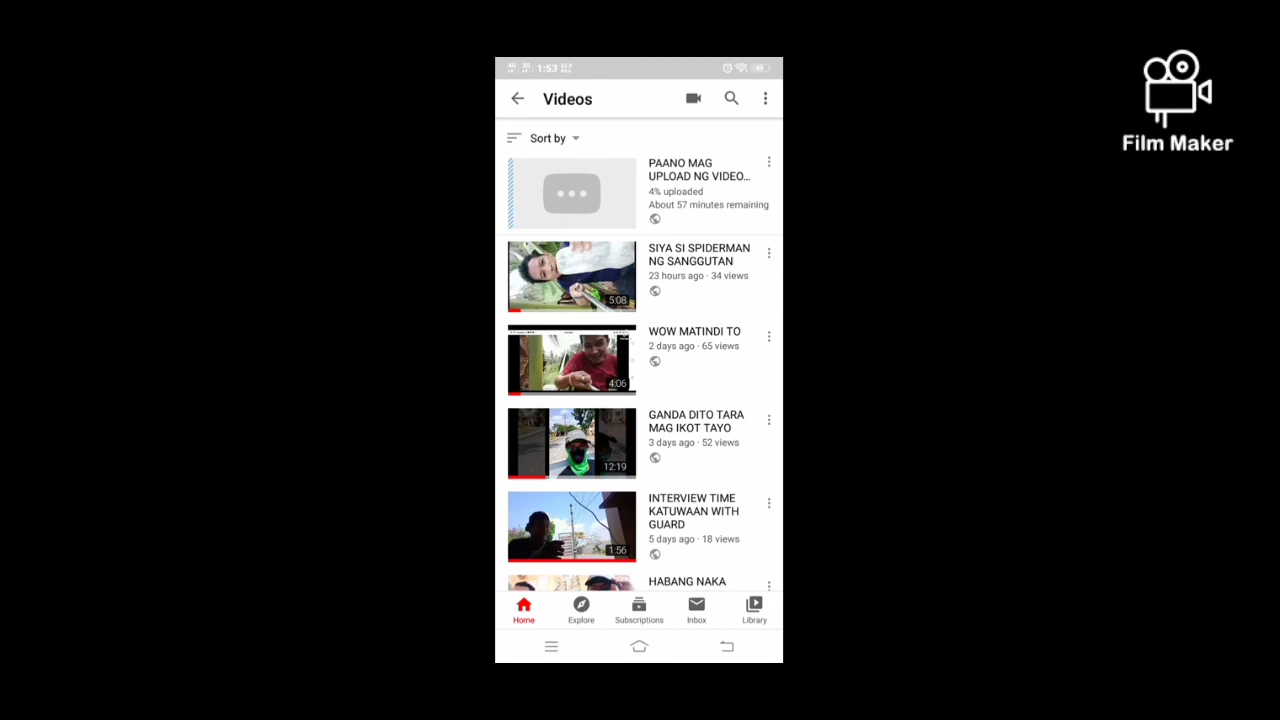 1:53
Videos
Film Maker
Sort by
PAANO MAG
UPLOAD NG VIDEO...
4% uploaded
About 57 minutes remaining
SIYA SI SPIDERMAN
NG SANGGUTAN
23 hours ago · 34 views
5:08
WOW MATINDI TO
2 days ago · 65 views
4:06
GANDA DITO TARA
MAG IKOT TAYO
3 days ago · 52 views
12:19
INTERVIEW TIME
KATUWAAN WITH
GUARD
5 days ago · 18 views
1:56
HABANG NAKA
Home Explore Subscriptions Inbox Library